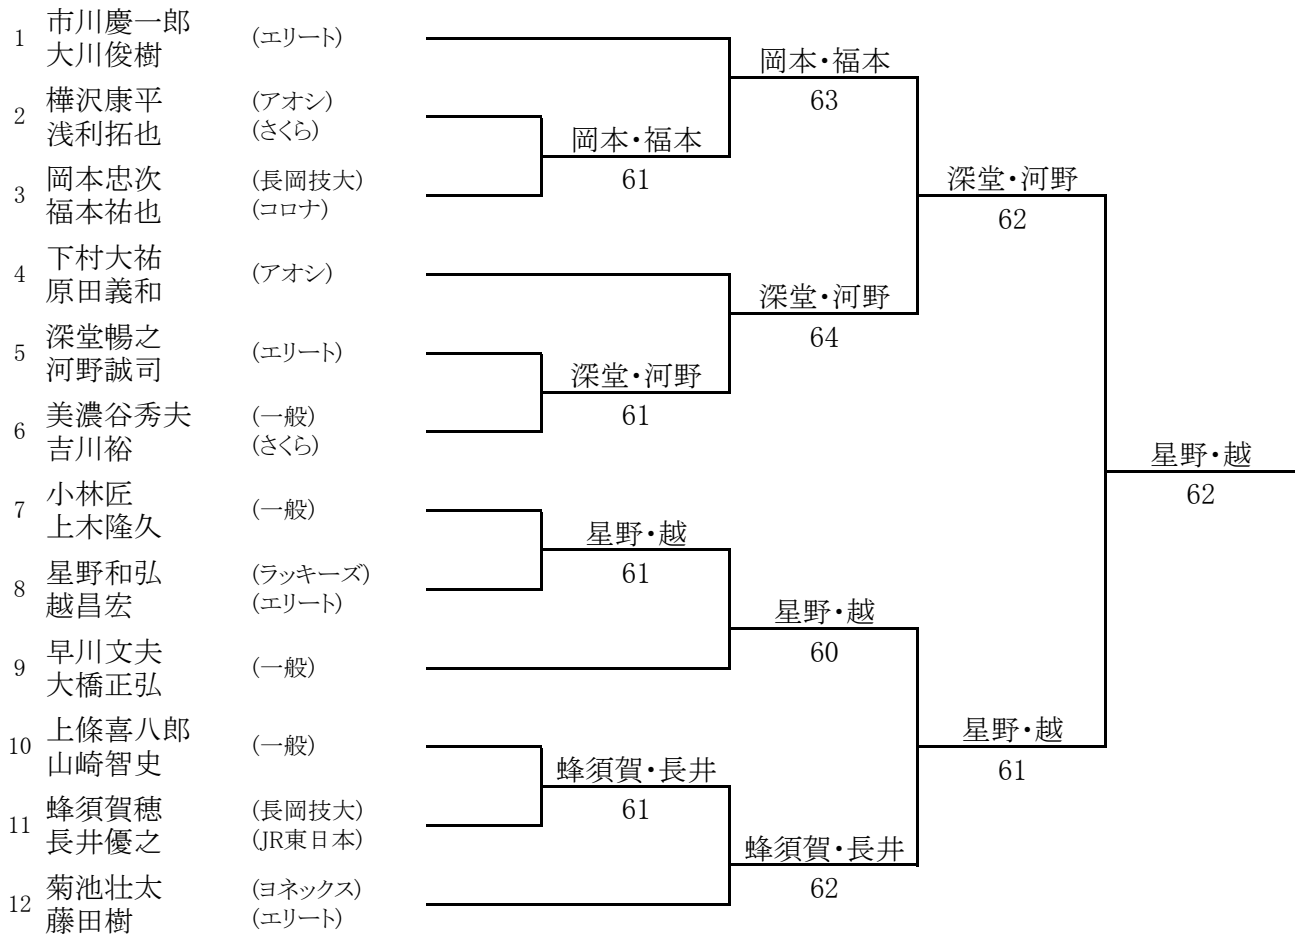 1 市川慶一郎 (エリート)
大川俊樹
岡本・福本
63
2 樺沢康平 (アオシ)
浅利拓也 (さくら)
岡本・福本
61
3 岡本忠次 (長岡技大)
福本祐也 (コロナ)
深堂・河野
62
4 下村大祐 (アオシ)
原田義和
深堂・河野
64
5 深堂暢之 (エリート)
河野誠司
深堂・河野
61
6 美濃谷秀夫 (一般)
吉川裕 (さくら)
星野・越
62
7 小林匠 (一般)
上木隆久
星野・越
61
8 星野和弘 (ラッキーズ)
越昌宏 (エリート)
星野・越
60
9 早川文夫 (一般)
大橋正弘
10 上條喜八郎 (一般)
山崎智史
星野・越
61
蜂須賀・長井
61
11 蜂須賀穂 (長岡技大)
長井優之 (JR東日本)
蜂須賀・長井
62
12 菊池壮太 (ヨネックス)
藤田樹 (エリート)